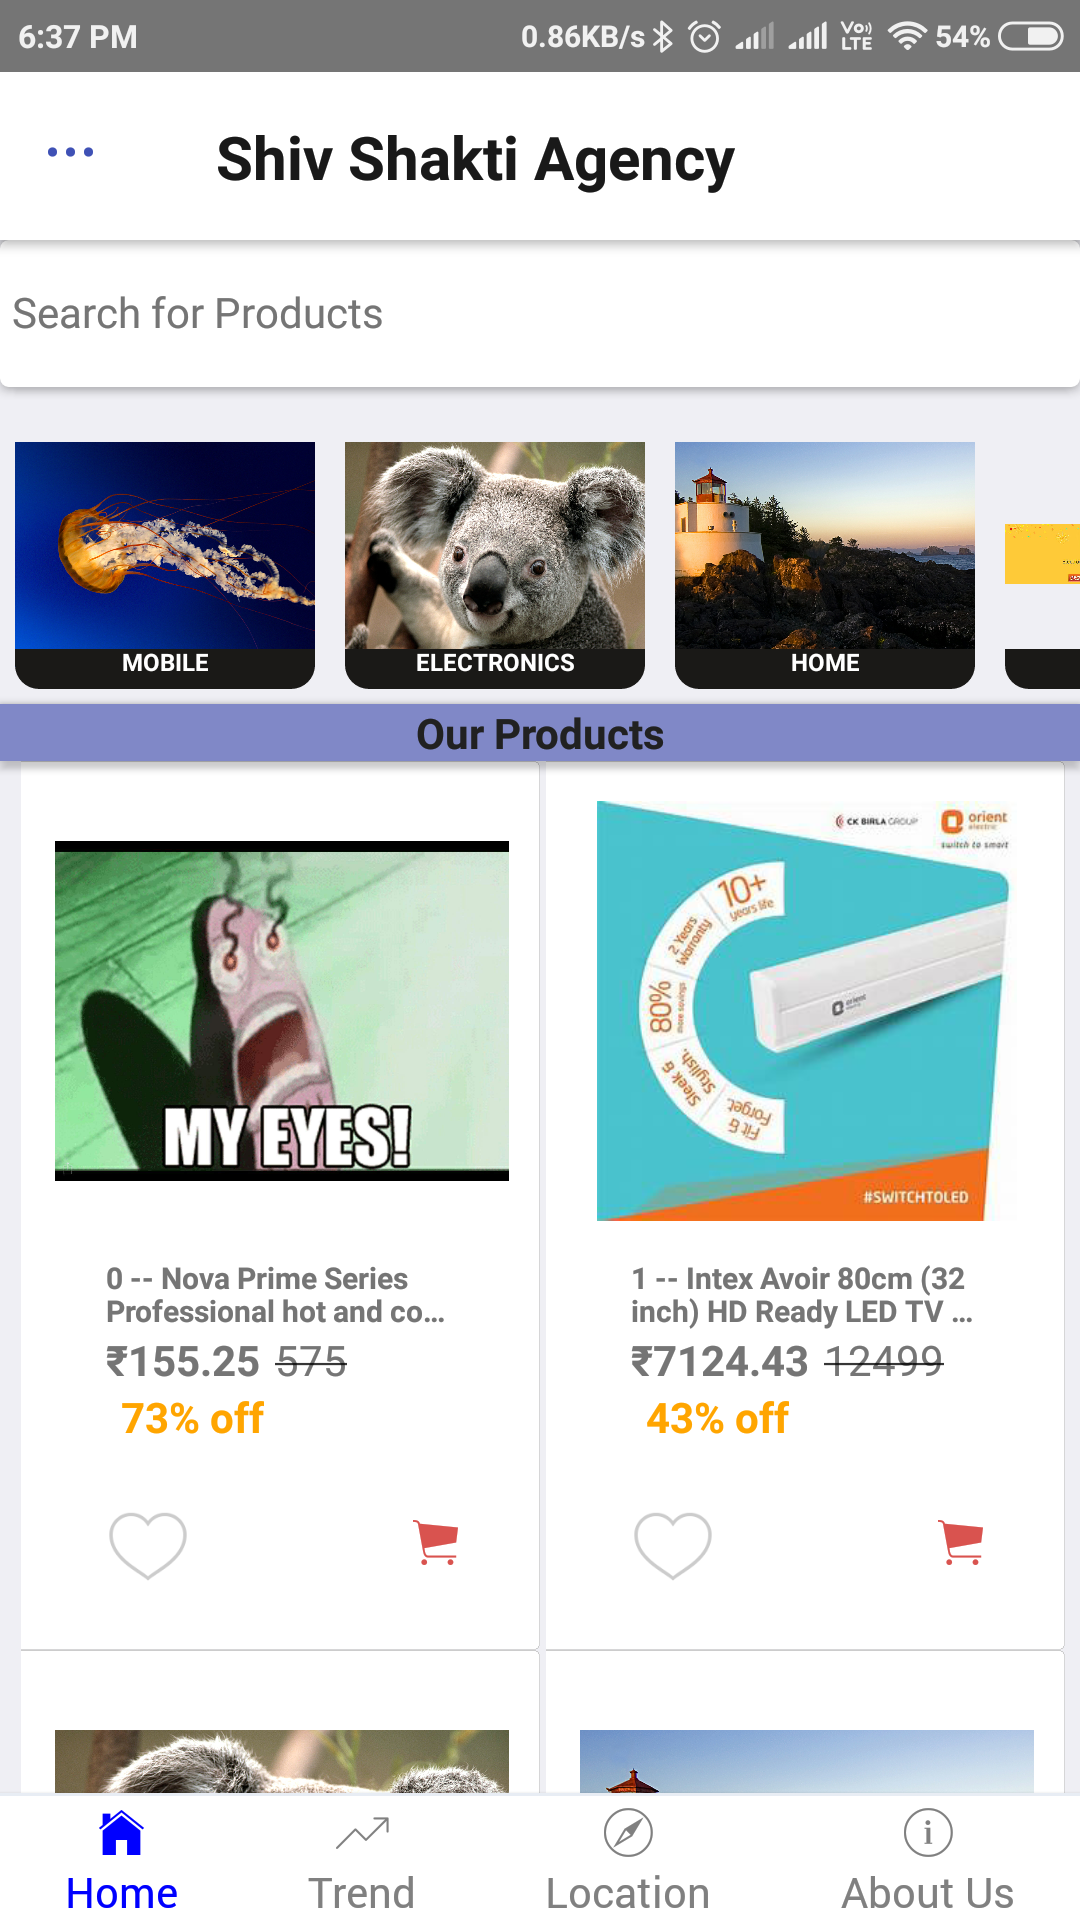 6:37 PM
0.86KB/s
Vo)) LTE
54%
Shiv Shakti Agency
Search for Products
MOBILE
ELECTRONICS
HOME
Our Products
MY EYES!
CK BIRLA GROUP
orient
electric
switch to smart
10+
years life
2 Years
Warranty
80%
more savings
Sleek &
Stylish.
Fit &
Forget.
orient
#SWITCHTOLED
0 -- Nova Prime Series
Professional hot and co...
₹155.25 575
73% off
1 -- Intex Avoir 80cm (32
inch) HD Ready LED TV ...
₹7124.43 12499
43% off
Home
Trend
Location
About Us